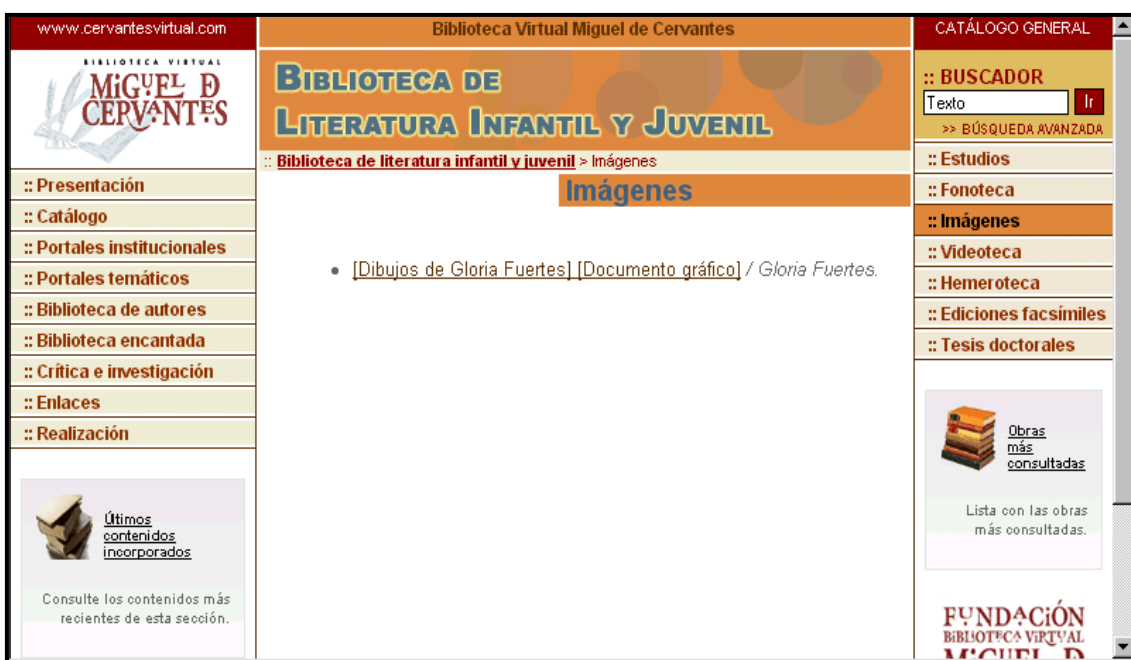 www.cervantesvirtual.com
BIBLIOTECA VIRTUAL
MiGVEL D
CERVANTES
:: Presentación
:: Catálogo
:: Portales institucionales
:: Portales temáticos
:: Biblioteca de autores
:: Biblioteca encantada
:: Crítica e investigación
:: Enlaces
:: Realización
Últimos
contenidos
incorporados
Consulte los contenidos más
recientes de esta sección.
Biblioteca Virtual Miguel de Cervantes
BIBLIOTECA DE
LITERATURA INFANTIL Y JUVENIL
:: Biblioteca de literatura infantil y juvenil > Imágenes
Imágenes
• [Dibujos de Gloria Fuertes] [Documento gráfico] / Gloria Fuertes.
CATÁLOGO GENERAL
:: BUSCADOR
Texto Ir
>> BÚSQUEDA AVANZADA
:: Estudios
:: Fonoteca
:: Imágenes
:: Videoteca
:: Hemeroteca
:: Ediciones facsímiles
:: Tesis doctorales
Obras
más
consultadas
Lista con las obras
más consultadas.
FVNDACiÓN
BiBLiOTECA ViRTVAL
MiGUEL D